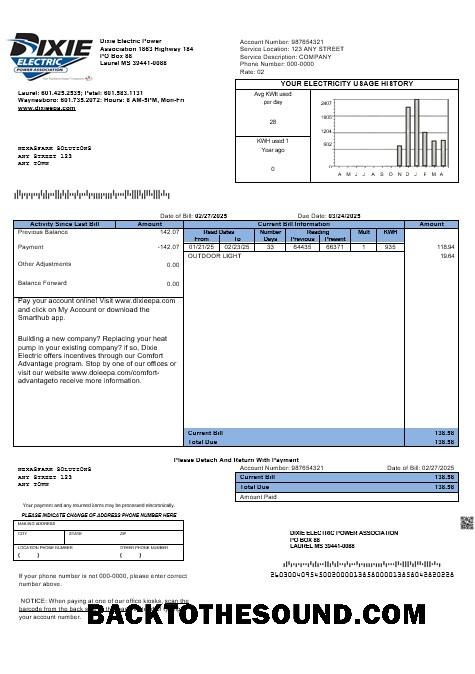 DIXIE
ELECTRIC
POWER ASSOCIATION
Dixie Electric Power
Association 1863 Highway 184
PO Box 88
Laurel MS 39441-0088
Laurel: 601.425.2535; Petal: 601.583.1131
Waynesboro: 601.735.2072; Hours: 8 AM-5PM, Mon-Fri
www.dixieepa.com
Account Number: 987654321
Service Location: 123 ANY STREET
Service Description: COMPANY
Phone Number: 000-0000
Rate: 02
YOUR ELECTRICITY USAGE HISTORY
Avg KWH used
per day
28
KWH used 1
Year ago
0
2407
1805
1204
602
A M J J A S O N D J F M A
NEXASPARK SOLUTIONS
ANY STREET 123
ANY TOWN
Date of Bill: 02/27/2025 Due Date: 03/24/2025
Activity Since Last Bill Amount
Previous Balance 142.07
Payment -142.07
Other Adjustments 0.00
Balance Forward 0.00
Current Bill Information Amount
Read Dates Number Reading Mult KWH
From To Days Previous Present
01/21/25 02/23/25 33 64435 66371 1 935 118.94
OUTDOOR LIGHT 19.64
Pay your account online! Visit www.dixieepa.com
and click on My Account or download the
Smarthub app.
Building a new company? Replacing your heat
pump in your existing company? if so, Dixie
Electric offers incentives through our Comfort
Advantage program. Stop by one of our offices or
visit our website www.doieepa.com/comfort-
advantageto receive more information.
Current Bill 138.58
Total Due 138.58
Please Detach And Return With Payment
NEXASPARK SOLUTIONS
ANY STREET 123
ANY TOWN
Account Number: 987654321 Date of Bill: 02/27/2025
Current Bill 138.58
Total Due 138.58
Amount Paid
Your payment and any returned items may be processed electronically.
PLEASE INDICATE CHANGE OF ADDRESS PHONE NUMBER HERE
MAILING ADDRESS
CITY STATE ZIP
LOCATION PHONE NUMBER OTHER PHONE NUMBER
( ) ( )
DIXIE ELECTRIC POWER ASSOCIATION
PO BOX 88
LAUREL MS 39441-0088
If your phone number is not 000-0000, please enter correct
number above.
NOTICE: When paying at one of our office kiosks, scan the
barcode from the back
your account number.
BACKTOTHESOUND.COM